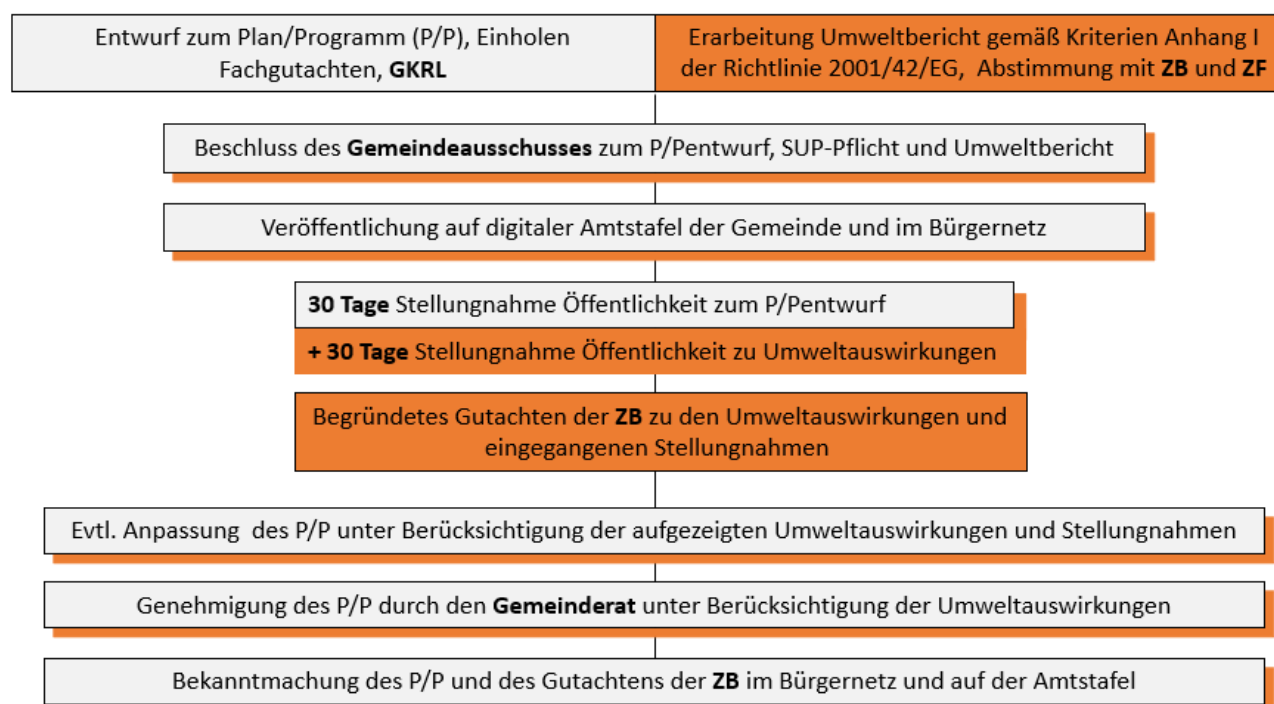 Entwurf zum Plan/Programm (P/P), Einholen
Fachgutachten, GKRL
Erarbeitung Umweltbericht gemäß Kriterien Anhang I
der Richtlinie 2001/42/EG, Abstimmung mit ZB und ZF
Beschluss des Gemeindeausschusses zum P/Pentwurf, SUP-Pflicht und Umweltbericht
Veröffentlichung auf digitaler Amtstafel der Gemeinde und im Bürgernetz
30 Tage Stellungnahme Öffentlichkeit zum P/Pentwurf
+ 30 Tage Stellungnahme Öffentlichkeit zu Umweltauswirkungen
Begründetes Gutachten der ZB zu den Umweltauswirkungen und
eingegangenen Stellungnahmen
Evtl. Anpassung des P/P unter Berücksichtigung der aufgezeigten Umweltauswirkungen und Stellungnahmen
Genehmigung des P/P durch den Gemeinderat unter Berücksichtigung der Umweltauswirkungen
Bekanntmachung des P/P und des Gutachtens der ZB im Bürgernetz und auf der Amtstafel